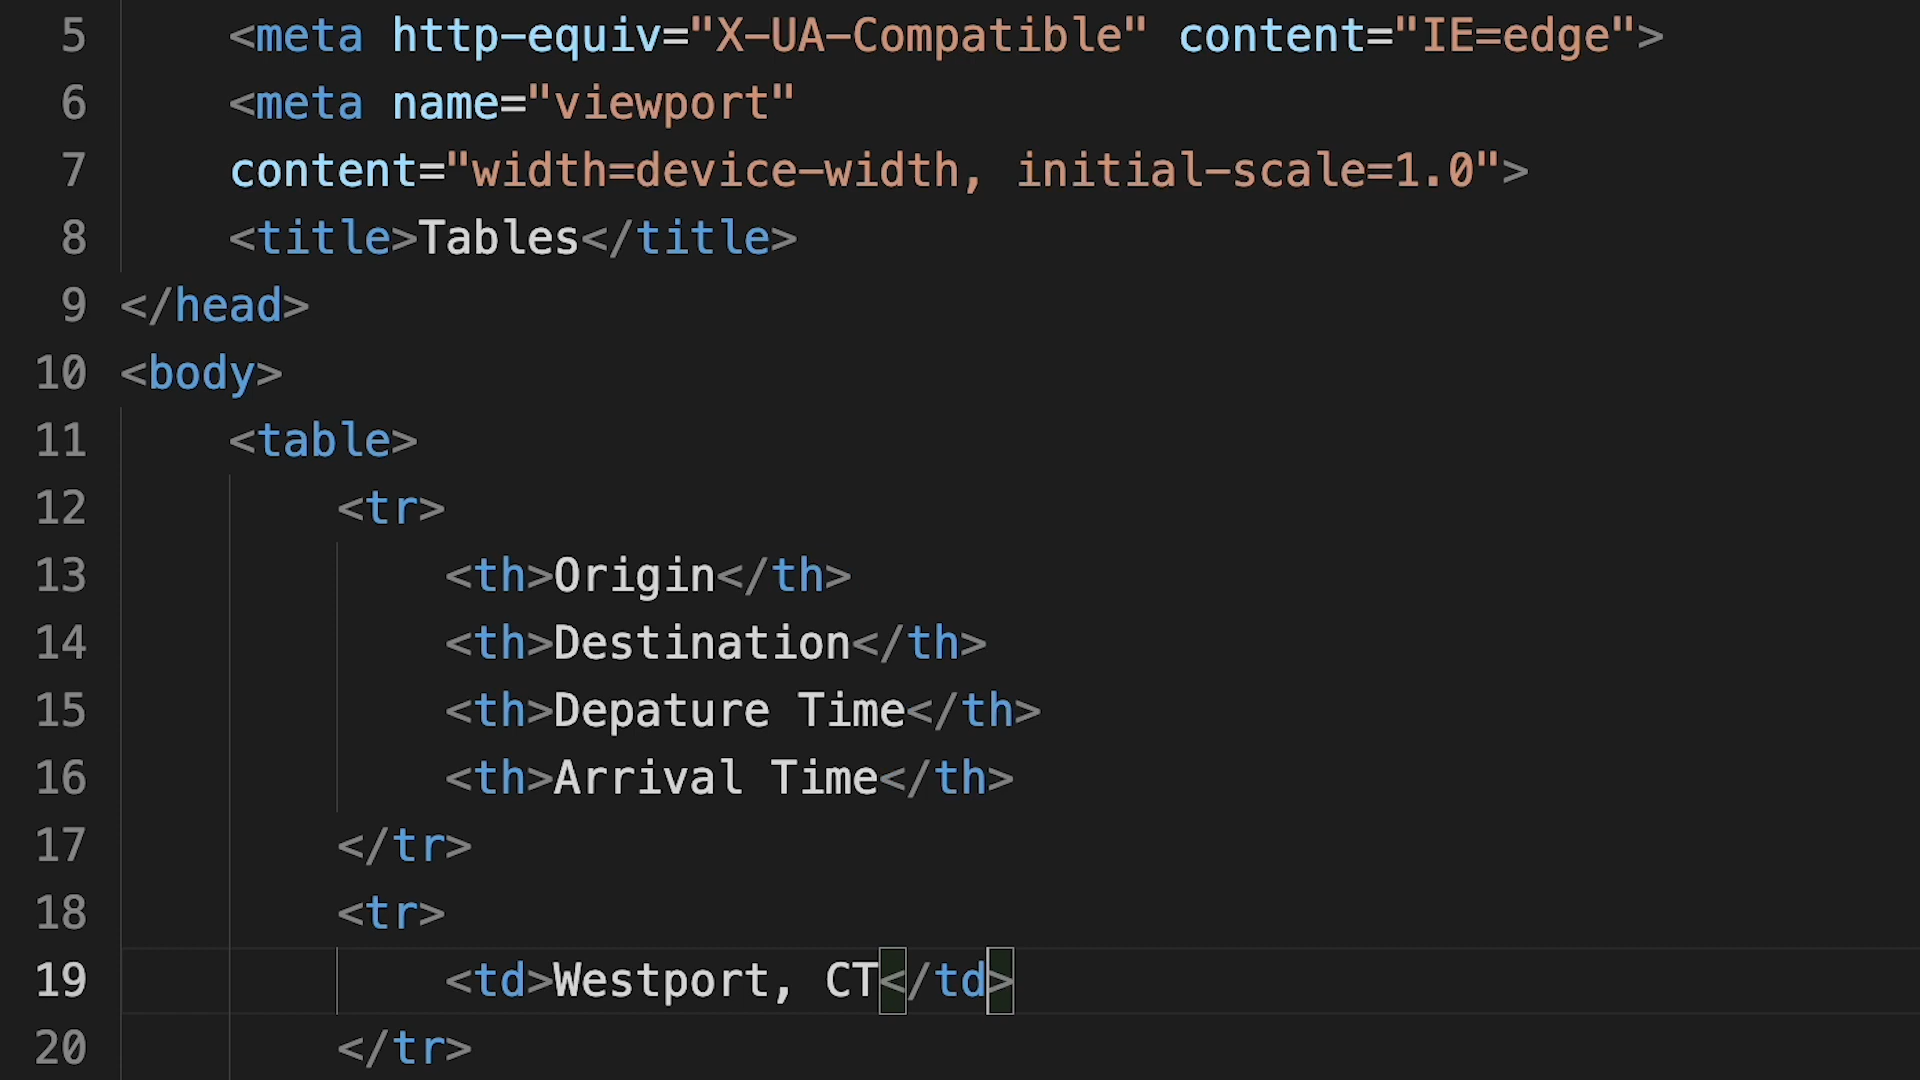 5 <meta http-equiv="X-UA-Compatible" content="IE=edge">
6 <meta name="viewport"
7 content="width=device-width, initial-scale=1.0">
8 <title>Tables</title>
9 </head>
10 <body>
11 <table>
12 <tr>
13 <th>Origin</th>
14 <th>Destination</th>
15 <th>Depature Time</th>
16 <th>Arrival Time</th>
17 </tr>
18 <tr>
19 <td>Westport, CT</td>
20 </tr>